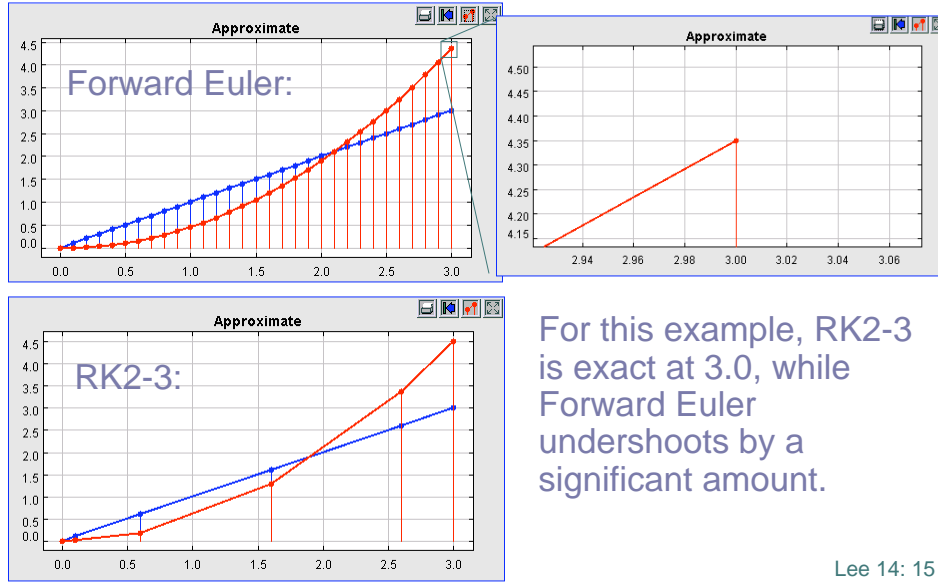 Approximate
Forward Euler:
4.5
4.0
3.5
3.0
2.5
2.0
1.5
1.0
0.5
0.0
0.0 0.5 1.0 1.5 2.0 2.5 3.0
Approximate
4.50
4.45
4.40
4.35
4.30
4.25
4.20
4.15
2.94 2.96 2.98 3.00 3.02 3.04 3.06
Approximate
RK2-3:
4.5
4.0
3.5
3.0
2.5
2.0
1.5
1.0
0.5
0.0
0.0 0.5 1.0 1.5 2.0 2.5 3.0
For this example, RK2-3
is exact at 3.0, while
Forward Euler
undershoots by a
significant amount.
Lee 14: 15